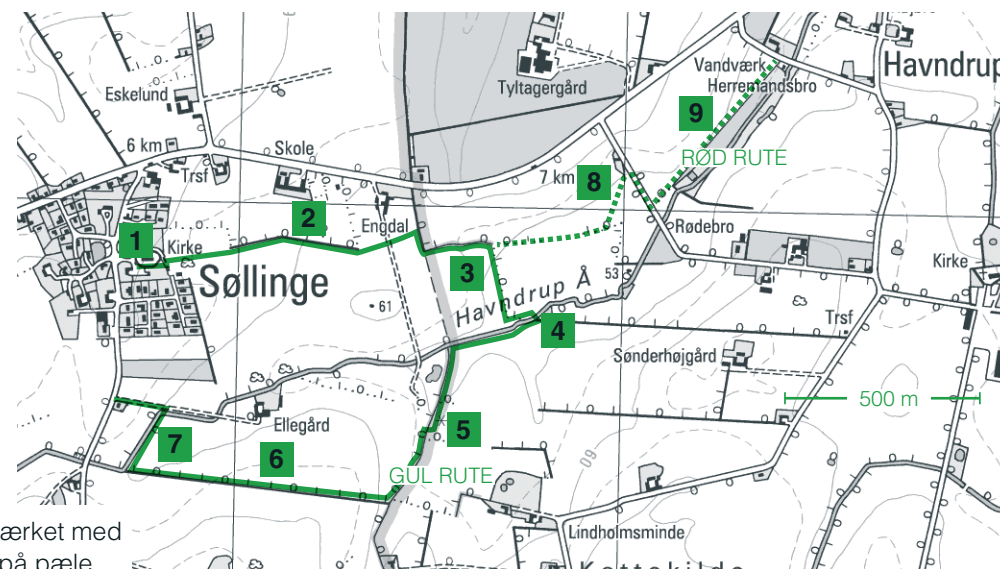 Vandværk
Havndrup
Tyltagergård
Herremandsbro
Eskelund
9
6 km
Skole
RØD RUTE
Trsf
7 km
8
2
Engdal
Rødebro
1
Kirke
Søllinge
3
53
Kirke
Havndrup Å
61
4
Trsf
Sønderhøjgård
500 m
Ellegård
5
7
6
60
GUL RUTE
Lindholmsminde
ærket med
på pæle